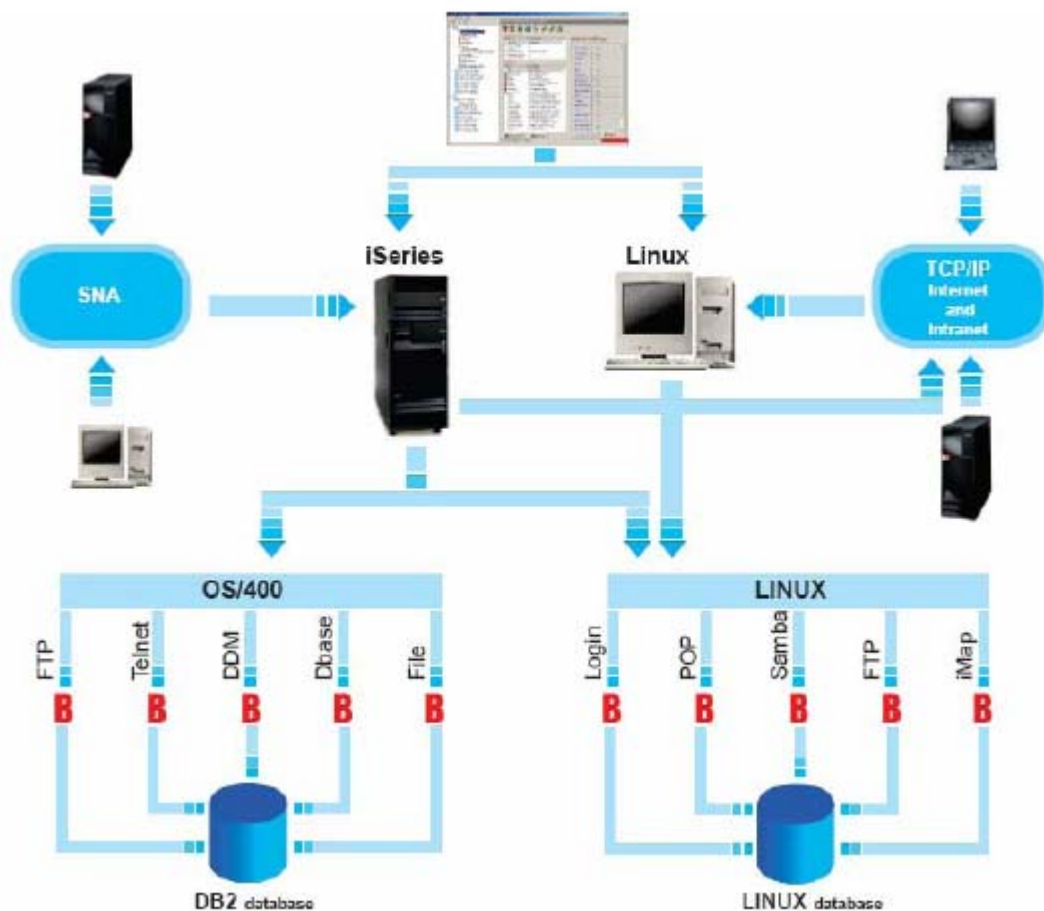 iSeries
Linux
SNA
TCP/IP
Internet
and
Intranet
OS/400
FTP
Telnet
DDM
Dbase
File
B B B B B
DB2 database
LINUX
Login
POP
Samba
FTP
iMap
B B B B B
LINUX database